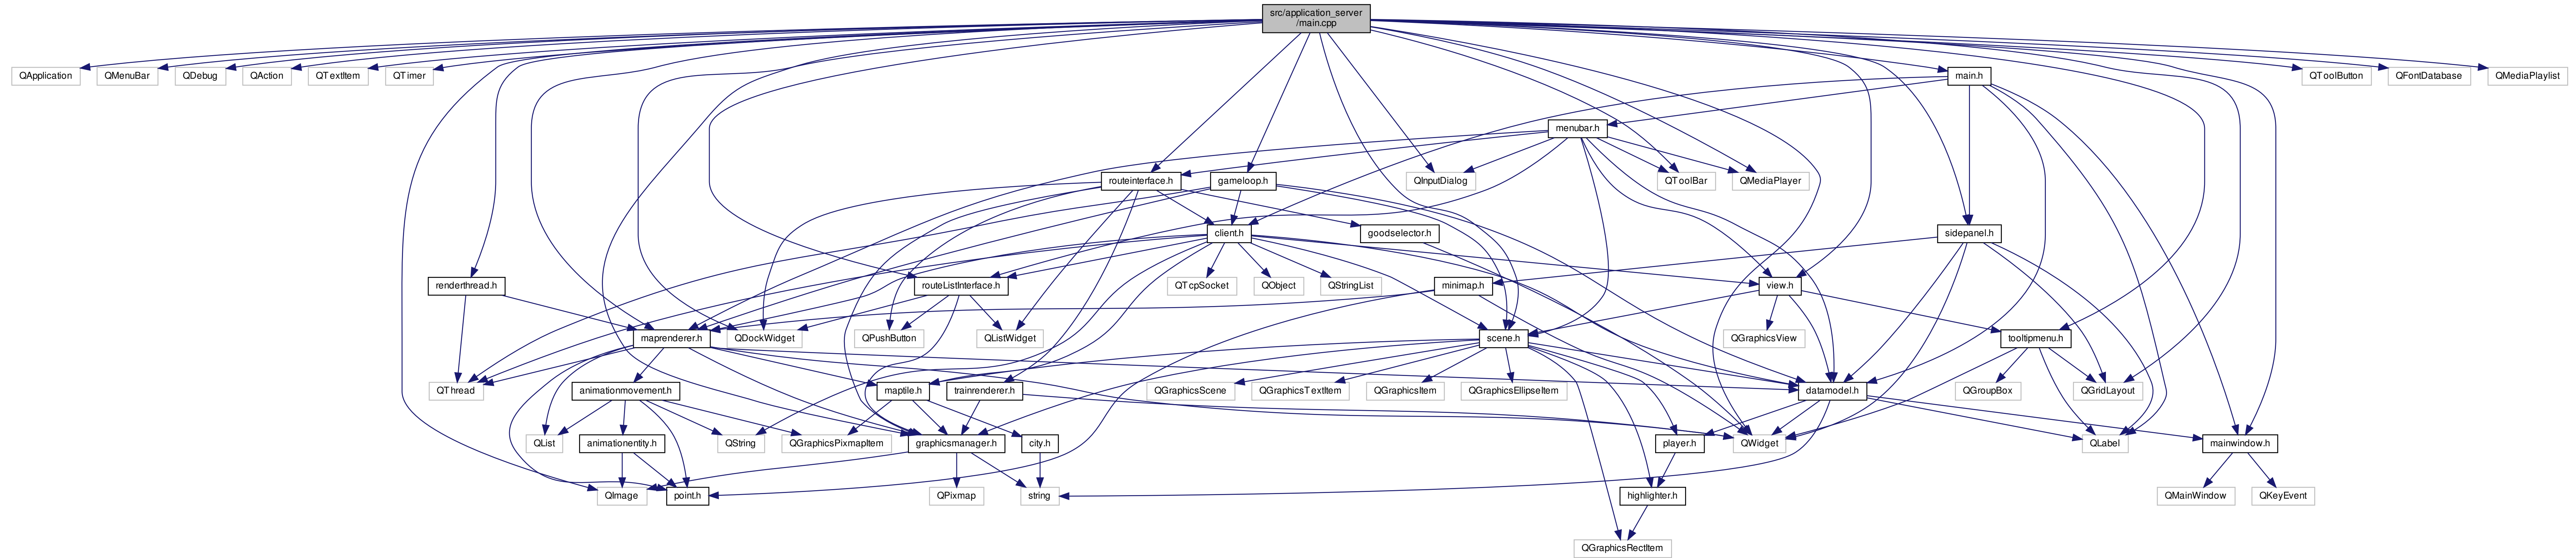 src/application_server
/main.cpp
QApplication
QMenuBar
QDebug
QAction
QTextItem
QTimer
main.h
QToolButton
QFontDatabase
QMediaPlaylist
menubar.h
routeinterface.h
gameloop.h
QInputDialog
QToolBar
QMediaPlayer
client.h
goodselector.h
sidepanel.h
renderthread.h
routeListInterface.h
QTcpSocket
QObject
QStringList
minimap.h
view.h
maprenderer.h
QDockWidget
QPushButton
QListWidget
scene.h
QGraphicsView
tooltipmenu.h
QThread
animationmovement.h
maptile.h
trainrenderer.h
QGraphicsScene
QGraphicsTextItem
QGraphicsItem
QGraphicsEllipseItem
datamodel.h
QGroupBox
QGridLayout
QList
animationentity.h
QString
QGraphicsPixmapItem
graphicsmanager.h
city.h
player.h
QWidget
QLabel
mainwindow.h
QImage
point.h
QPixmap
string
highlighter.h
QMainWindow
QKeyEvent
QGraphicsRectItem